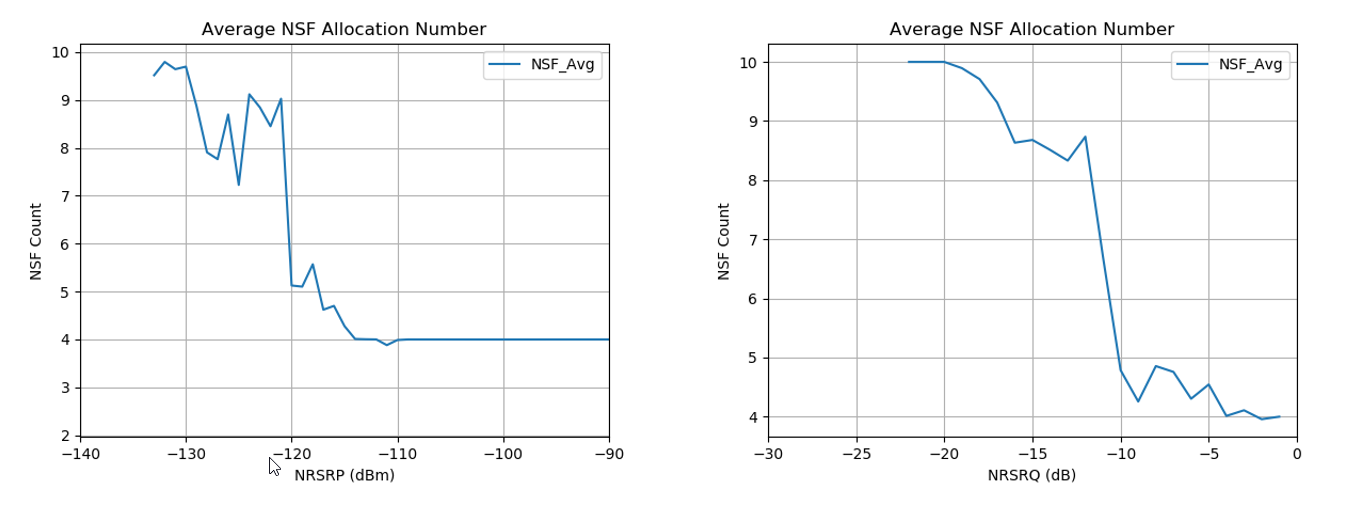 Average NSF Allocation Number
NSF_Avg
10
9
8
7
6
5
4
3
2
NSF Count
−140 −130 −120 −110 −100 −90
NRSRP (dBm)
Average NSF Allocation Number
NSF_Avg
10
9
8
7
6
5
4
NSF Count
−30 −25 −20 −15 −10 −5 0
NRSRQ (dB)